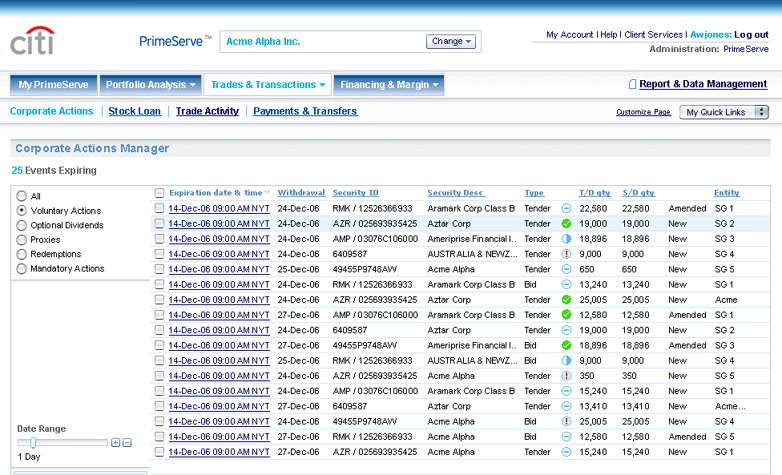 citi
PrimeServe™
Acme Alpha Inc.
Change
My Account | Help | Client Services | Awjones: Log out
Administration: PrimeServe
My PrimeServe Portfolio Analysis Trades & Transactions Financing & Margin
Report & Data Management
Corporate Actions | Stock Loan | Trade Activity | Payments & Transfers
Customize Page My Quick Links
Corporate Actions Manager
25 Events Expiring
All
Voluntary Actions
Optional Dividends
Proxies
Redemptions
Mandatory Actions
Date Range
1 Day
Expiration date & time Withdrawal Security ID Security Desc Type T/D qty S/D qty Entity
14-Dec-06 09:00 AM NYT 24-Dec-06 RMK / 12526366933 Aramark Corp Class B Tender 22,580 22,580 Amended SG 1
14-Dec-06 09:00 AM NYT 24-Dec-06 AZR / 025693935425 Aztar Corp Tender 19,000 19,000 New SG 2
14-Dec-06 09:00 AM NYT 24-Dec-06 AMP / 03076C106000 Ameriprise Financial I.. Tender 18,896 18,896 New SG 3
14-Dec-06 09:00 AM NYT 24-Dec-06 6409587 AUSTRALIA & NEWZ... Tender 9,000 9,000 New SG 4
14-Dec-06 09:00 AM NYT 25-Dec-06 49455P9748AW Acme Alpha Tender 650 650 New SG 5
14-Dec-06 09:00 AM NYT 24-Dec-06 RMK / 12526366933 Aramark Corp Class B Bid 13,240 13,240 New SG 1
14-Dec-06 09:00 AM NYT 24-Dec-06 AZR / 025693935425 Aztar Corp Tender 25,005 25,005 New Acme
14-Dec-06 09:00 AM NYT 27-Dec-06 AMP / 03076C106000 Acme Alpha Tender 12,580 12,580 Amended SG 1
14-Dec-06 09:00 AM NYT 24-Dec-06 6409587 Aztar Corp Tender 19,000 19,000 New SG 2
14-Dec-06 09:00 AM NYT 27-Dec-06 49455P9748AW Ameriprise Financial I... Bid 18,896 18,896 Amended SG 3
14-Dec-06 09:00 AM NYT 25-Dec-06 RMK / 12526366933 AUSTRALIA & NEWZ... Bid 9,000 9,000 New SG 4
14-Dec-06 09:00 AM NYT 24-Dec-06 AZR / 025693935425 Acme Alpha Tender 350 350 New SG 5
14-Dec-06 09:00 AM NYT 24-Dec-06 AMP / 03076C106000 Aramark Corp Class B Tender 15,240 15,240 New SG 1
14-Dec-06 09:00 AM NYT 27-Dec-06 6409587 Aztar Corp Tender 13,410 13,410 New Acme...
14-Dec-06 09:00 AM NYT 27-Dec-06 49455P9748AW Acme Alpha Bid 25,005 25,005 New SG 4
14-Dec-06 09:00 AM NYT 27-Dec-06 RMK / 12526366933 Acme Alpha Bid 12,580 12,580 Amended SG 5
14-Dec-06 09:00 AM NYT 27-Dec-06 AZR / 025693935425 Acme Alpha Tender 15,240 15,240 New SG 1